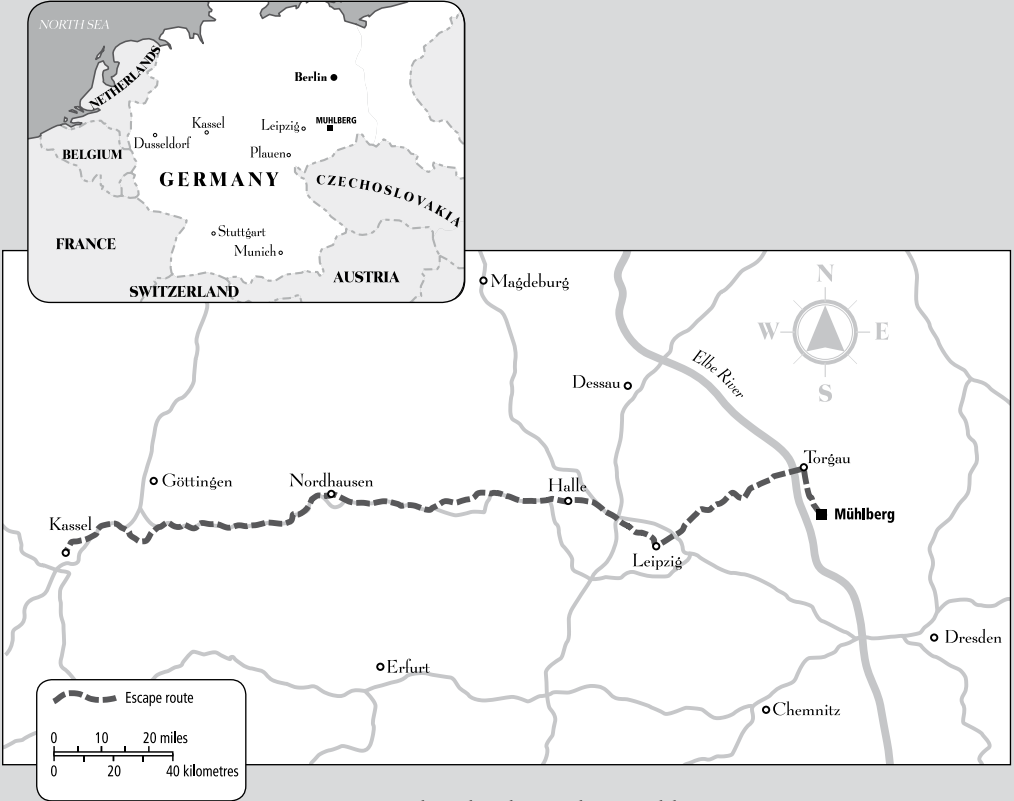 NORTH SEA
NETHERLANDS
Berlin
Kassel
Dusseldorf
Leipzig
MUHLBERG
BELGIUM
Plauen
GERMANY
CZECHOSLOVAKIA
Stuttgart
Munich
FRANCE
AUSTRIA
SWITZERLAND
Magdeburg
N
W
E
S
Elbe River
Dessau
Torgau
Göttingen
Nordhausen
Halle
Mühlberg
Kassel
Leipzig
Dresden
Erfurt
Chemnitz
Escape route
0 10 20 miles
0 20 40 kilometres